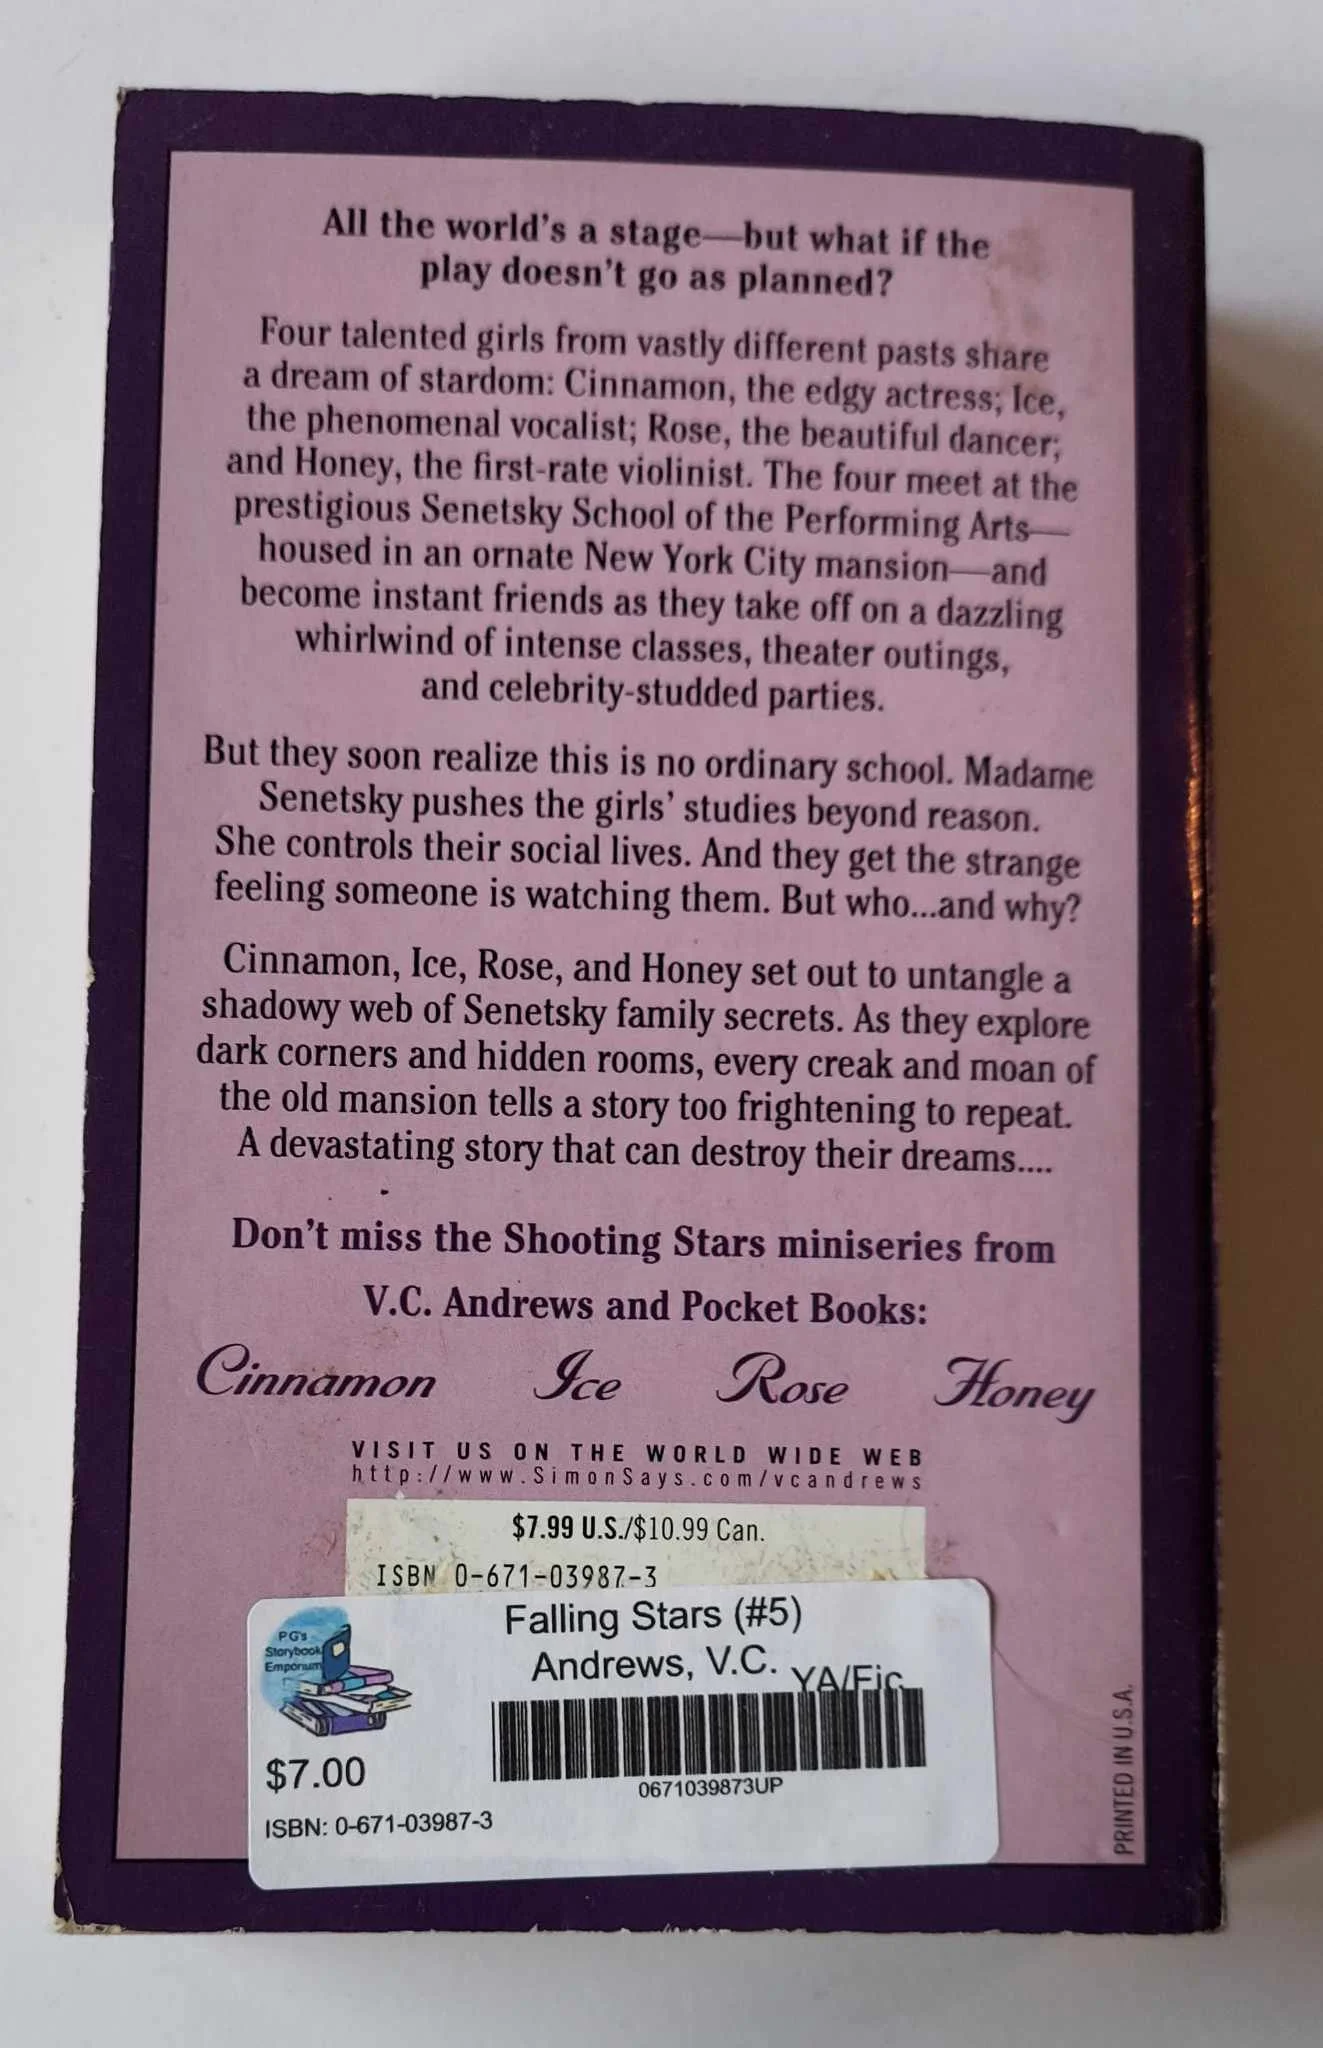 All the world's a stage—but what if the
play doesn't go as planned?
Four talented girls from vastly different pasts share
a dream of stardom: Cinnamon, the edgy actress; Ice,
the phenomenal vocalist; Rose, the beautiful dancer;
and Honey, the first-rate violinist. The four meet at the
prestigious Senetsky School of the Performing Arts—
housed in an ornate New York City mansion—and
become instant friends as they take off on a dazzling
whirlwind of intense classes, theater outings,
and celebrity-studded parties.
But they soon realize this is no ordinary school. Madame
Senetsky pushes the girls' studies beyond reason.
She controls their social lives. And they get the strange
feeling someone is watching them. But who...and why?
Cinnamon, Ice, Rose, and Honey set out to untangle a
shadowy web of Senetsky family secrets. As they explore
dark corners and hidden rooms, every creak and moan of
the old mansion tells a story too frightening to repeat.
A devastating story that can destroy their dreams....
Don't miss the Shooting Stars miniseries from
V.C. Andrews and Pocket Books:
Cinnamon Ice Rose Honey
VISIT US ON THE WORLD WIDE WEB
http://www.SimonSays.com/vcandrews
$7.99 U.S./$10.99 Can.
ISBN 0-671-03987-3
PG's
Storybook
Emporium
Falling Stars (#5)
Andrews, V.C.
YA/Fic
$7.00
0671039873UP
ISBN: 0-671-03987-3
PRINTED IN U.S.A.